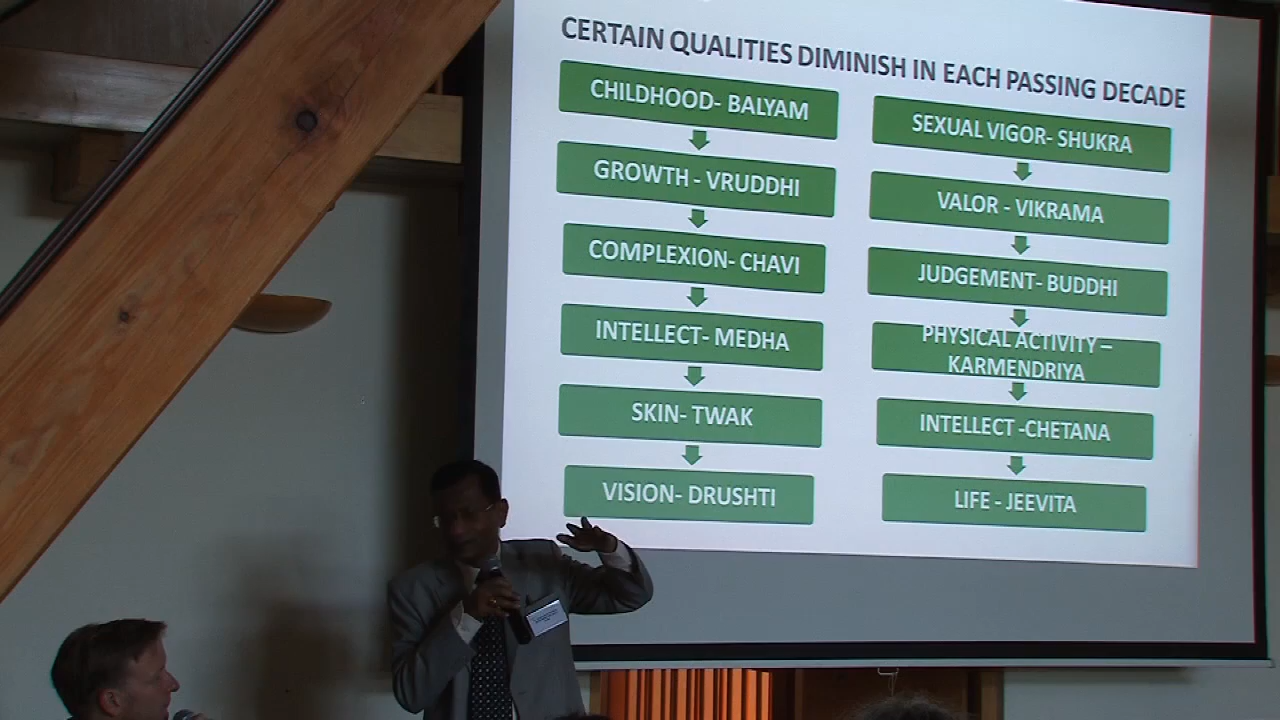 CERTAIN QUALITIES DIMINISH IN EACH PASSING DECADE
CHILDHOOD- BALYAM
GROWTH - VRUDDHI
COMPLEXION- CHAVI
INTELLECT- MEDHA
SKIN- TWAK
VISION- DRUSHTI
SEXUAL VIGOR- SHUKRA
VALOR - VIKRAMA
JUDGEMENT- BUDDHI
PHYSICAL ACTIVITY –
KARMENDRIYA
INTELLECT -CHETANA
LIFE - JEEVITA